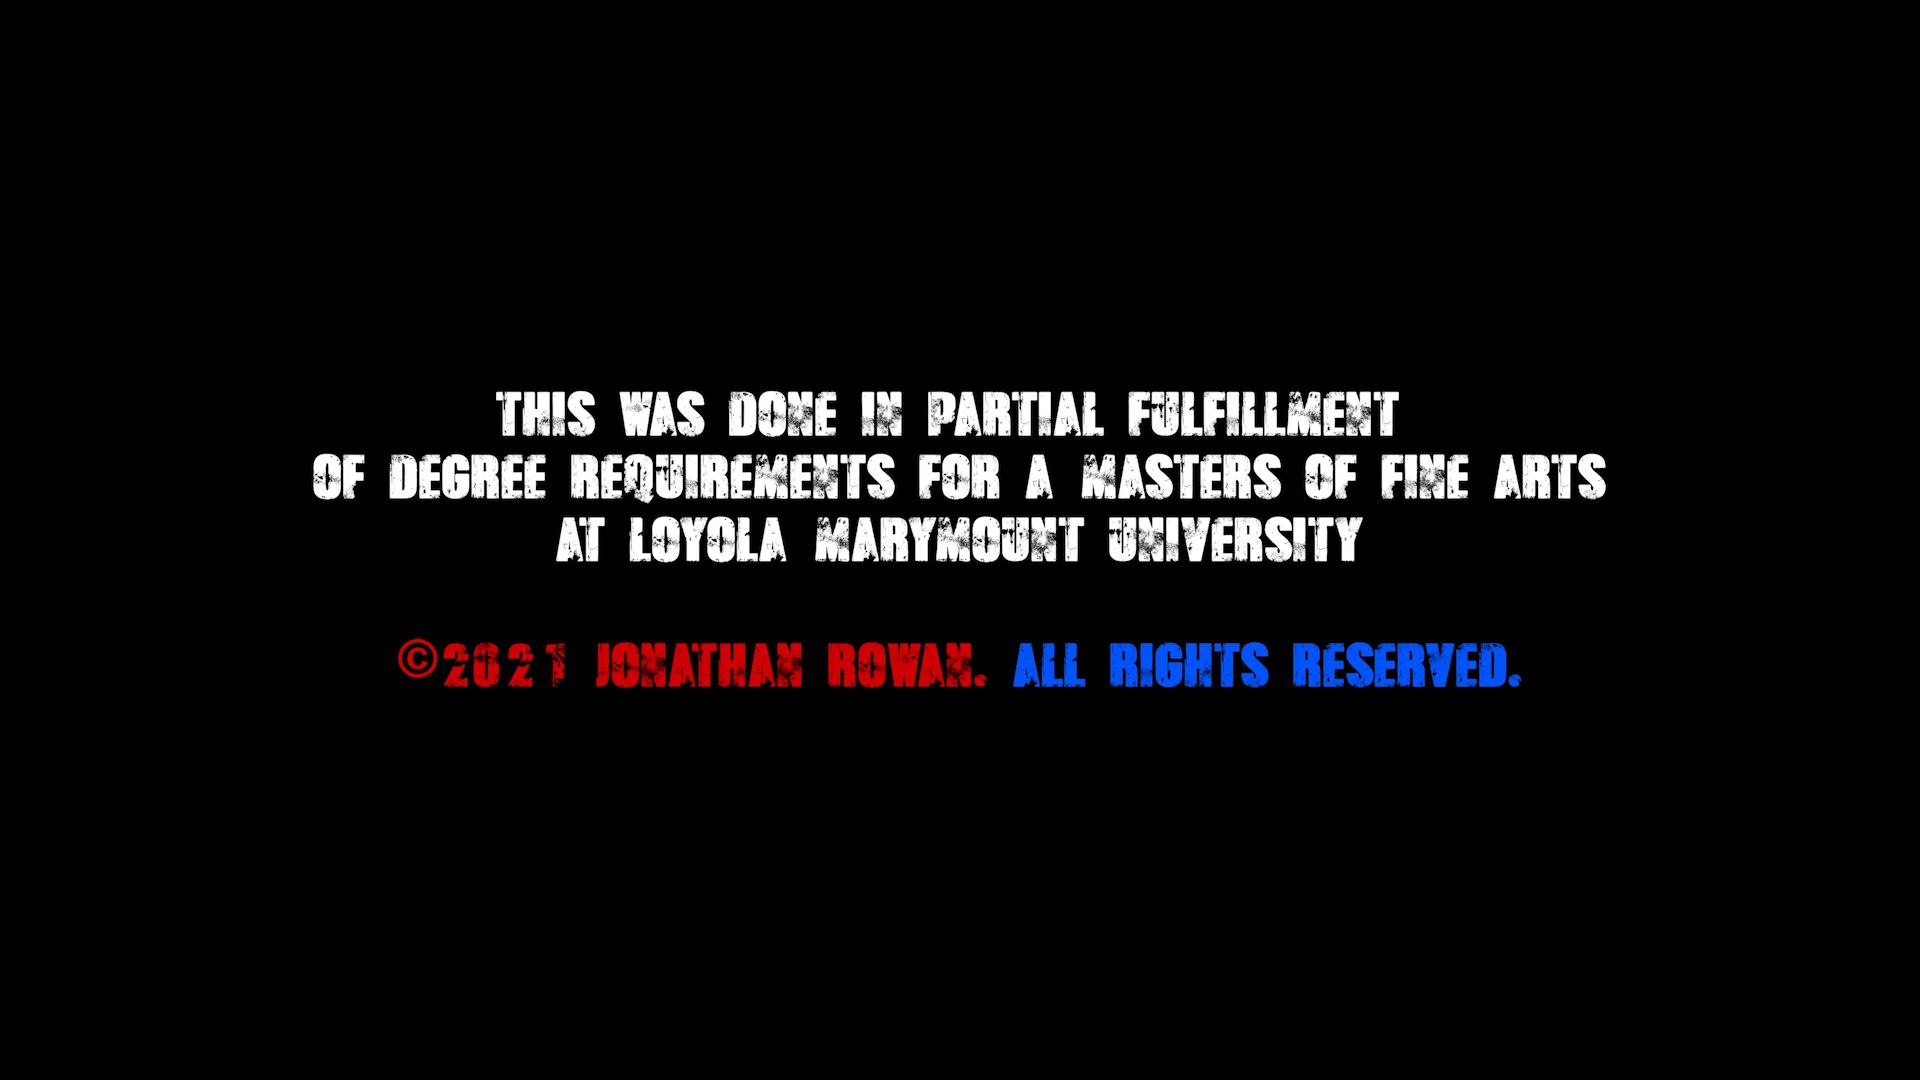 THIS WAS DONE IN PARTIAL FULFILLMENT
OF DEGREE REQUIREMENTS FOR A MASTERS OF FINE ARTS
AT LOYOLA MARYMOUNT UNIVERSITY
©2021 JONATHAN ROWAN. ALL RIGHTS RESERVED.